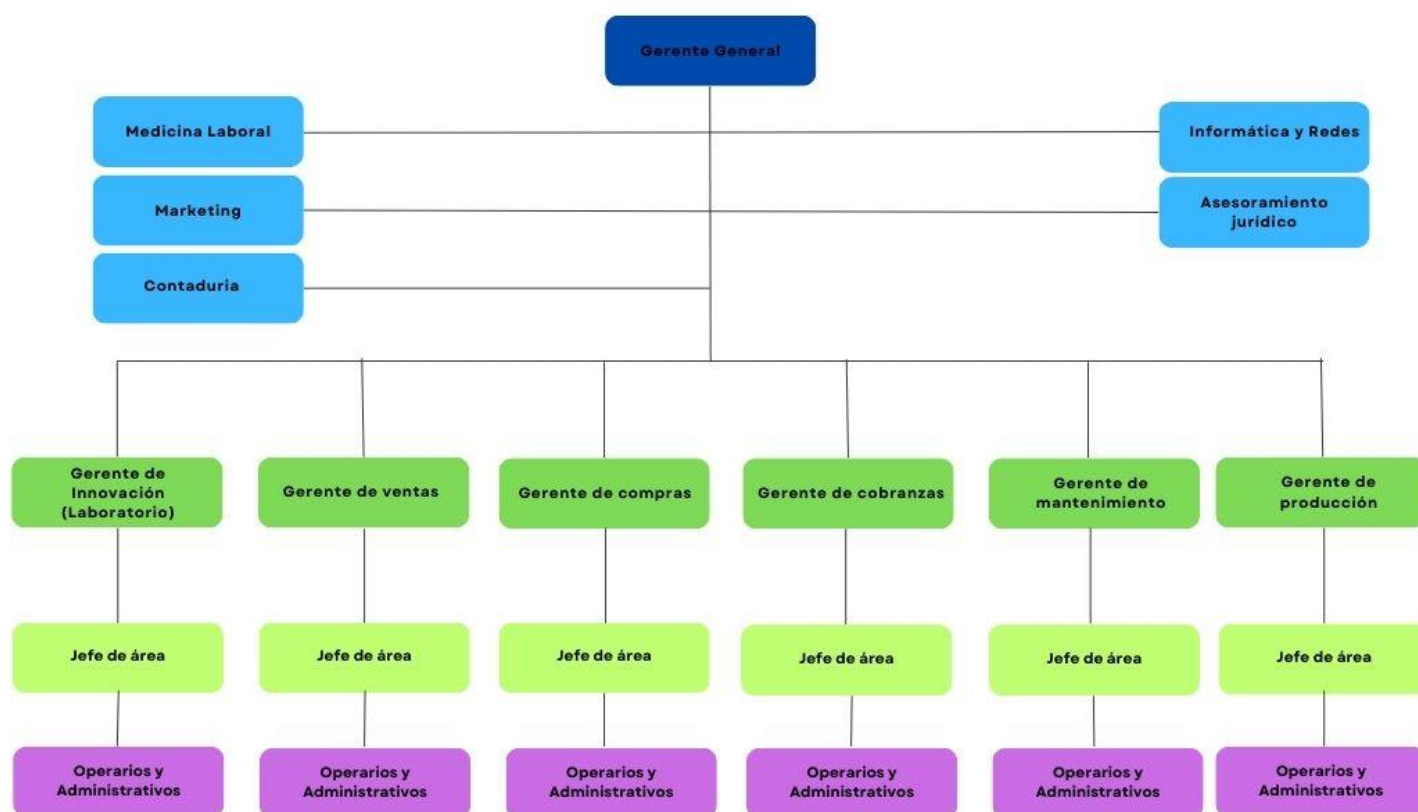 Gerente General
Medicina Laboral
Informática y Redes
Marketing
Asesoramiento
jurídico
Contaduria
Gerente de
Innovación
(Laboratorio)
Gerente de ventas
Gerente de compras
Gerente de cobranzas
Gerente de
mantenimiento
Gerente de
producción
Jefe de área
Jefe de área
Jefe de área
Jefe de área
Jefe de área
Jefe de área
Operarios y
Administrativos
Operarios y
Administrativos
Operarios y
Administrativos
Operarios y
Administrativos
Operarios y
Administrativos
Operarios y
Administrativos